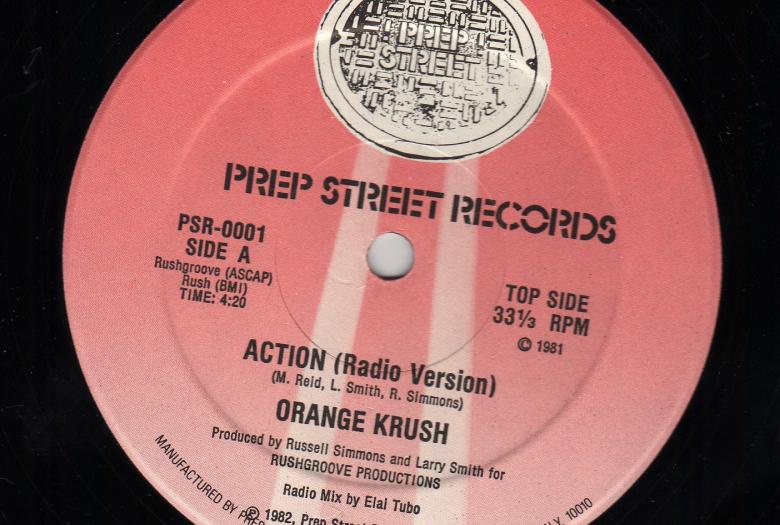 PREP
STREET
PREP STREET RECORDS
PSR-0001
SIDE A
Rushgroove (ASCAP)
Rush (BMI)
TIME: 4:20
TOP SIDE
33⅓ RPM
© 1981
ACTION (Radio Version)
(M. Reid, L. Smith, R. Simmons)
ORANGE KRUSH
Produced by Russell Simmons and Larry Smith for
RUSHGROOVE PRODUCTIONS
Radio Mix by Elai Tubo
℗ 1982, Prep Street
MANUFACTURED BY PREP
N.Y. 10010